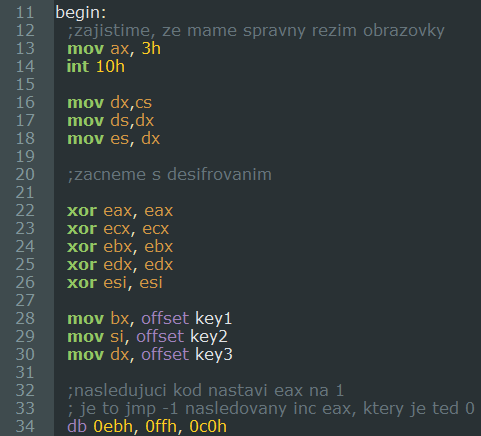 11 begin:
12 ;zajistime, ze mame spravny rezim obrazovky
13 mov ax, 3h
14 int 10h
15
16 mov dx,cs
17 mov ds,dx
18 mov es, dx
19
20 ;zacneme s desifrovanim
21
22 xor eax, eax
23 xor ecx, ecx
24 xor ebx, ebx
25 xor edx, edx
26 xor esi, esi
27
28 mov bx, offset key1
29 mov si, offset key2
30 mov dx, offset key3
31
32 ;nasledujuci kod nastavi eax na 1
33 ; je to jmp -1 nasledovany inc eax, ktery je ted 0
34 db 0ebh, 0ffh, 0c0h